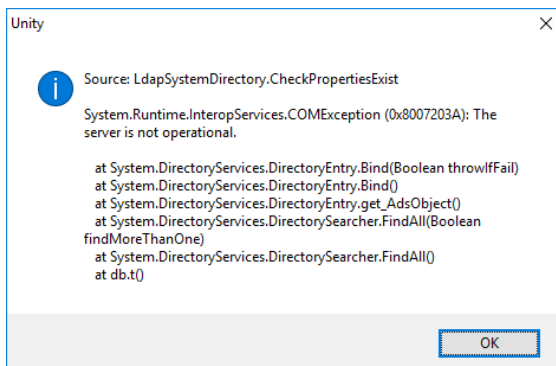 Unity
Source: LdapSystemDirectory.CheckPropertiesExist
System.Runtime.InteropServices.COMException (0x8007203A): The
server is not operational.
at System.DirectoryServices.DirectoryEntry.Bind(Boolean throwIfFail)
at System.DirectoryServices.DirectoryEntry.Bind()
at System.DirectoryServices.DirectoryEntry.get_AdsObject()
at System.DirectoryServices.DirectorySearcher.FindAll(Boolean
findMoreThanOne)
at System.DirectoryServices.DirectorySearcher.FindAll()
at db.t()
OK